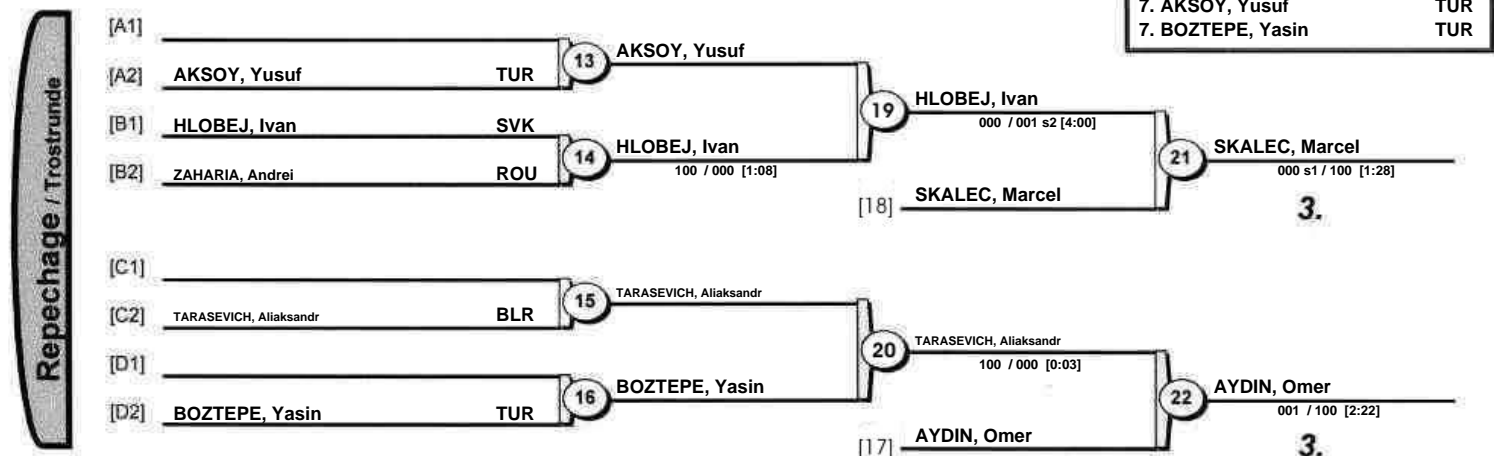 7. AKSOY, Yusuf TUR
7. BOZTEPE, Yasin TUR
Repechage / Trostrunde
[A1]
13 AKSOY, Yusuf
[A2] AKSOY, Yusuf TUR
19 HLOBEJ, Ivan
000 / 001 s2 [4:00]
[B1] HLOBEJ, Ivan SVK
14 HLOBEJ, Ivan
100 / 000 [1:08]
21 SKALEC, Marcel
000 s1 / 100 [1:28]
[B2] ZAHARIA, Andrei ROU
[18] SKALEC, Marcel
3.
[C1]
15 TARASEVICH, Aliaksandr
[C2] TARASEVICH, Aliaksandr BLR
20 TARASEVICH, Aliaksandr
100 / 000 [0:03]
[D1]
16 BOZTEPE, Yasin
22 AYDIN, Omer
001 / 100 [2:22]
[D2] BOZTEPE, Yasin TUR
[17] AYDIN, Omer
3.